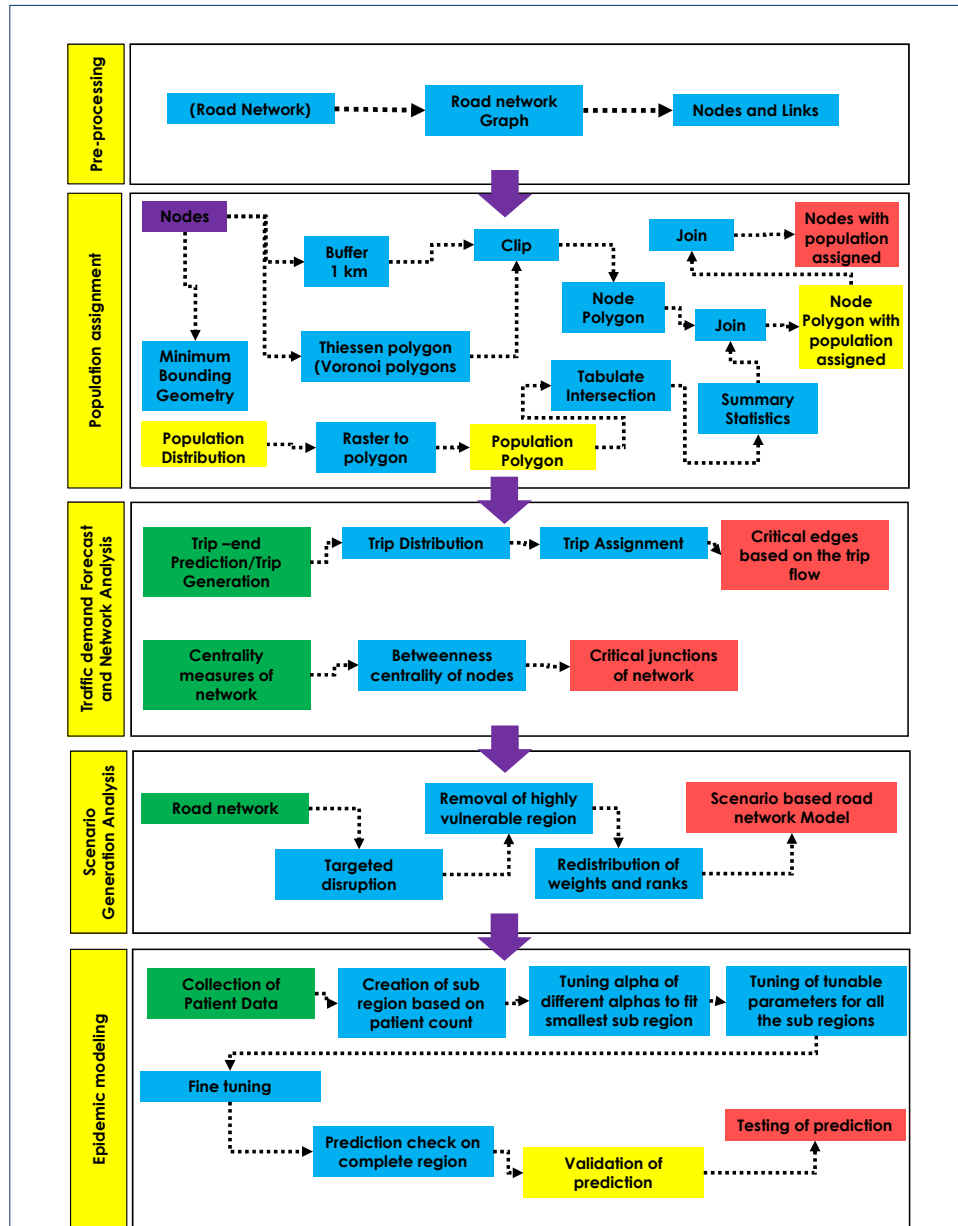 Pre-processing
(Road Network)
Road network
Graph
Nodes and Links
Population assignment
Nodes
Buffer
1 km
Clip
Join
Nodes with
population
assigned
Node
Polygon
Join
Node
Polygon with
population
assigned
Minimum
Bounding
Geometry
Thiessen polygon
(Voronoi polygons
Tabulate
Intersection
Summary
Statistics
Population
Distribution
Raster to
polygon
Population
Polygon
Traffic demand Forecast
and Network Analysis
Trip –end
Prediction/Trip
Generation
Trip Distribution
Trip Assignment
Critical edges
based on the trip
flow
Centrality
measures of
network
Betweenness
centrality of nodes
Critical junctions
of network
Scenario
Generation Analysis
Road network
Targeted
disruption
Removal of highly
vulnerable region
Redistribution of
weights and ranks
Scenario based road
network Model
Epidemic modeling
Collection of
Patient Data
Creation of sub
region based on
patient count
Tuning alpha of
different alphas to fit
smallest sub region
Tuning of tunable
parameters for all
the sub regions
Fine tuning
Prediction check on
complete region
Validation of
prediction
Testing of prediction